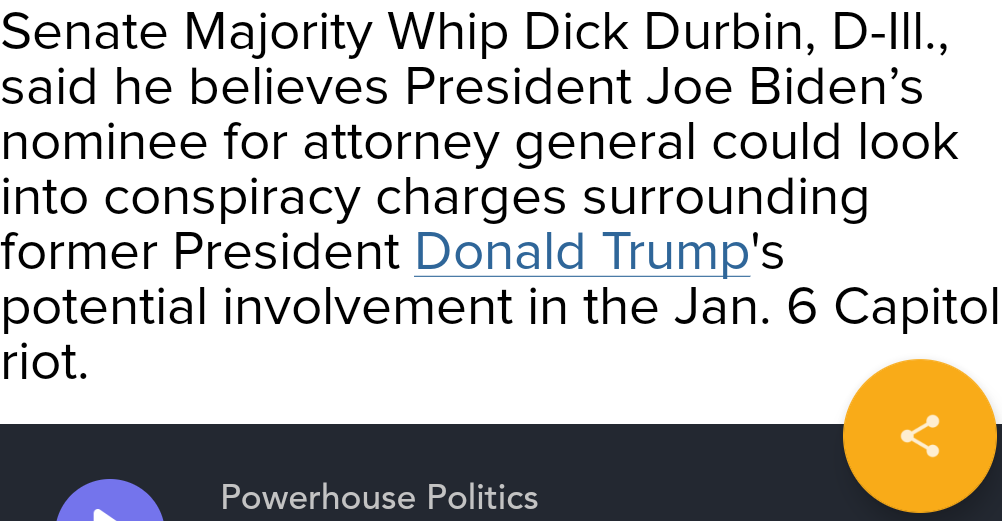 Senate Majority Whip Dick Durbin, D-Ill.,
said he believes President Joe Biden’s
nominee for attorney general could look
into conspiracy charges surrounding
former President Donald Trump's
potential involvement in the Jan. 6 Capitol
riot.
Powerhouse Politics